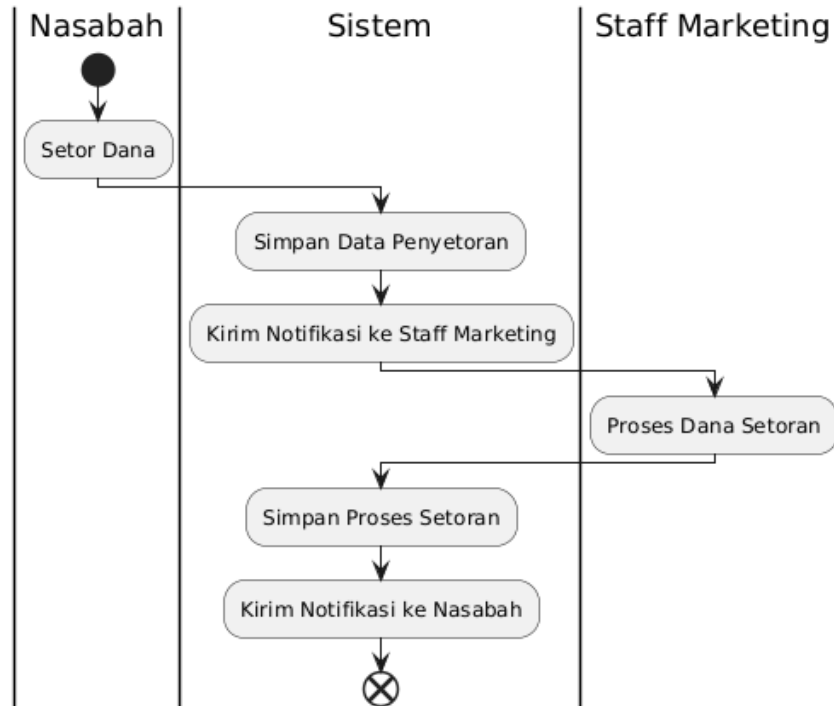 Nasabah
Sistem
Staff Marketing
Setor Dana
Simpan Data Penyetoran
Kirim Notifikasi ke Staff Marketing
Proses Dana Setoran
Simpan Proses Setoran
Kirim Notifikasi ke Nasabah